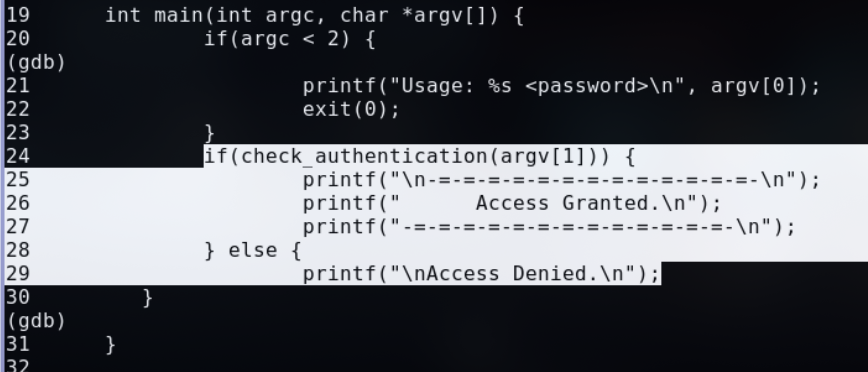 19 int main(int argc, char *argv[]) {
20 if(argc < 2) {
(gdb)
21 printf("Usage: %s <password>\n", argv[0]);
22 exit(0);
23 }
24 if(check_authentication(argv[1])) {
25 printf("\n-=-=-=-=-=-=-=-=-=-=-=-=-=-\n");
26 printf("      Access Granted.\n");
27 printf("-=-=-=-=-=-=-=-=-=-=-=-=-=-\n");
28 } else {
29 printf("\nAccess Denied.\n");
30 }
(gdb)
31 }
32